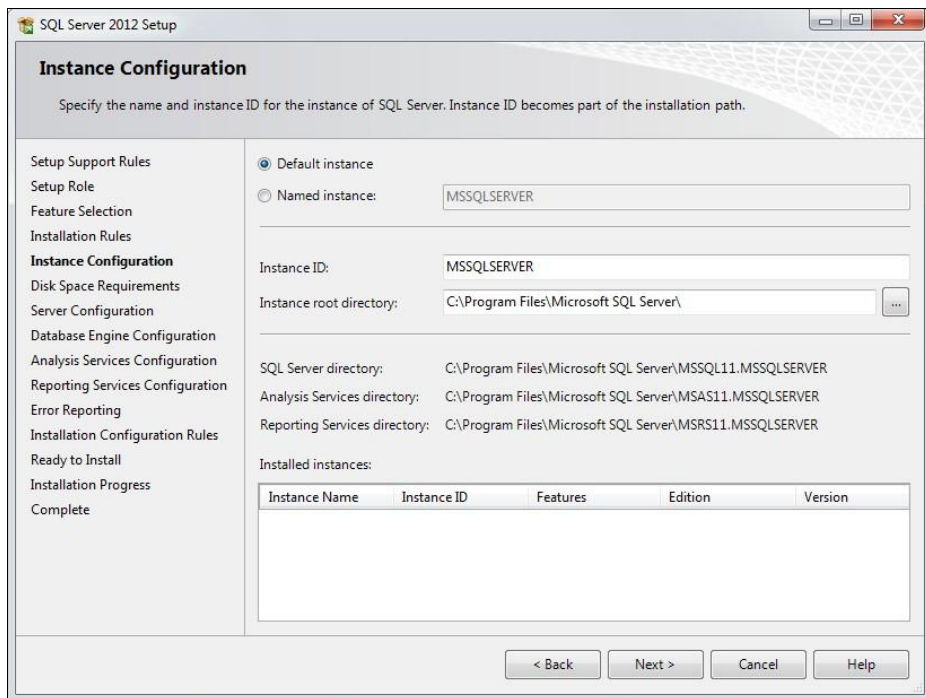 SQL Server 2012 Setup
Instance Configuration
Specify the name and instance ID for the instance of SQL Server. Instance ID becomes part of the installation path.
Setup Support Rules
Setup Role
Feature Selection
Installation Rules
Instance Configuration
Disk Space Requirements
Server Configuration
Database Engine Configuration
Analysis Services Configuration
Reporting Services Configuration
Error Reporting
Installation Configuration Rules
Ready to Install
Installation Progress
Complete
Default instance
Named instance: MSSQLSERVER
Instance ID: MSSQLSERVER
Instance root directory: C:\Program Files\Microsoft SQL Server\ ...
SQL Server directory: C:\Program Files\Microsoft SQL Server\MSSQL11.MSSQLSERVER
Analysis Services directory: C:\Program Files\Microsoft SQL Server\MSAS11.MSSQLSERVER
Reporting Services directory: C:\Program Files\Microsoft SQL Server\MSRS11.MSSQLSERVER
Installed instances:
Instance Name Instance ID Features Edition Version
< Back Next > Cancel Help